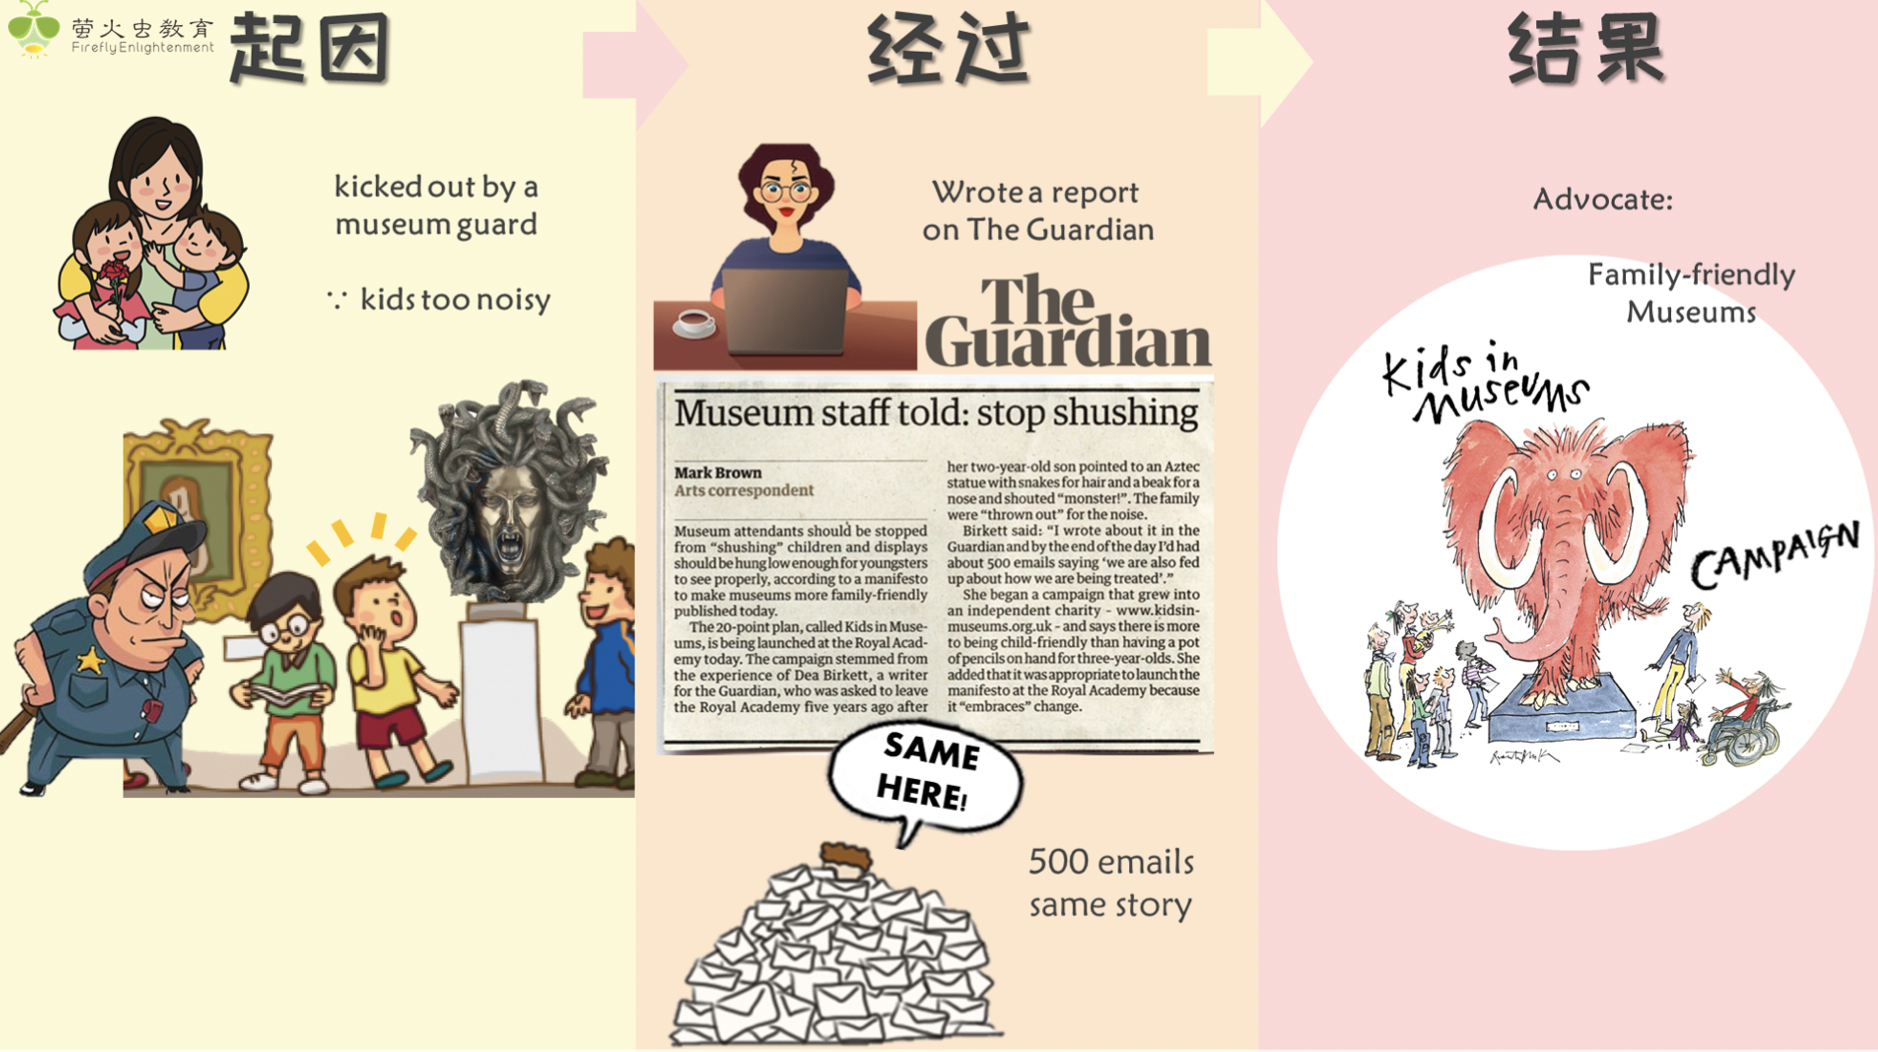 萤火虫教育
FireflyEnlightenment
起因
kicked out by a
museum guard
∵ kids too noisy
经过
Wrote a report
on The Guardian
The
Guardian
Museum staff told: stop shushing
Mark Brown
Arts correspondent
Museum attendants should be stopped
from “shushing” children and displays
should be hung low enough for youngsters
to see properly, according to a manifesto
to make museums more family-friendly
published today.
The 20-point plan, called Kids in Muse-
ums, is being launched at the Royal Acad-
emy today. The campaign stemmed from
the experience of Dea Birkett, a writer
for the Guardian, who was asked to leave
the Royal Academy five years ago after
her two-year-old son pointed to an Aztec
statue with snakes for hair and a beak for a
nose and shouted “monster!”. The family
were “thrown out” for the noise.
Birkett said: “I wrote about it in the
Guardian and by the end of the day I’d had
about 500 emails saying ‘we are also fed
up about how we are being treated’.”
She began a campaign that grew into
an independent charity - www.kidsin-
museums.org.uk - and says there is more
to being child-friendly than having a pot
of pencils on hand for three-year-olds. She
added that it was appropriate to launch the
manifesto at the Royal Academy because
it “embraces” change.
SAME
HERE!
500 emails
same story
结果
Advocate:
Family-friendly
Museums
Kids in
Museums
CAMPAIGN